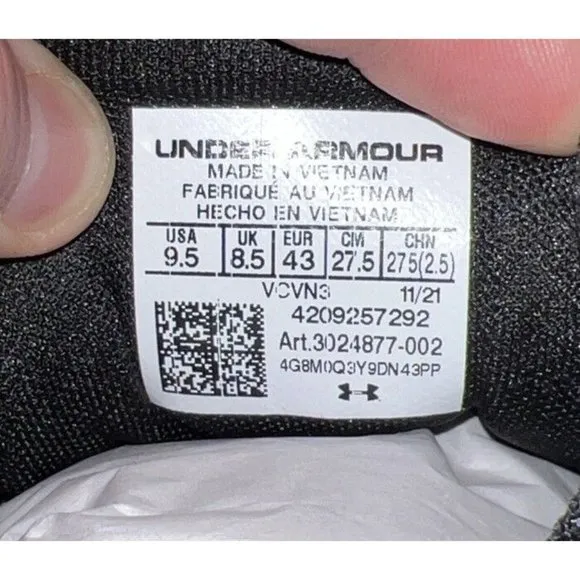 UNDER ARMOUR
MADE IN VIETNAM
FABRIQUÉ AU VIETNAM
HECHO EN VIETNAM
USA UK EUR CM CHN
9.5 8.5 43 27.5 275(2.5)
VCVN3 11/21
4209257292
Art.3024877-002
4G8M0Q3Y9DN43PP